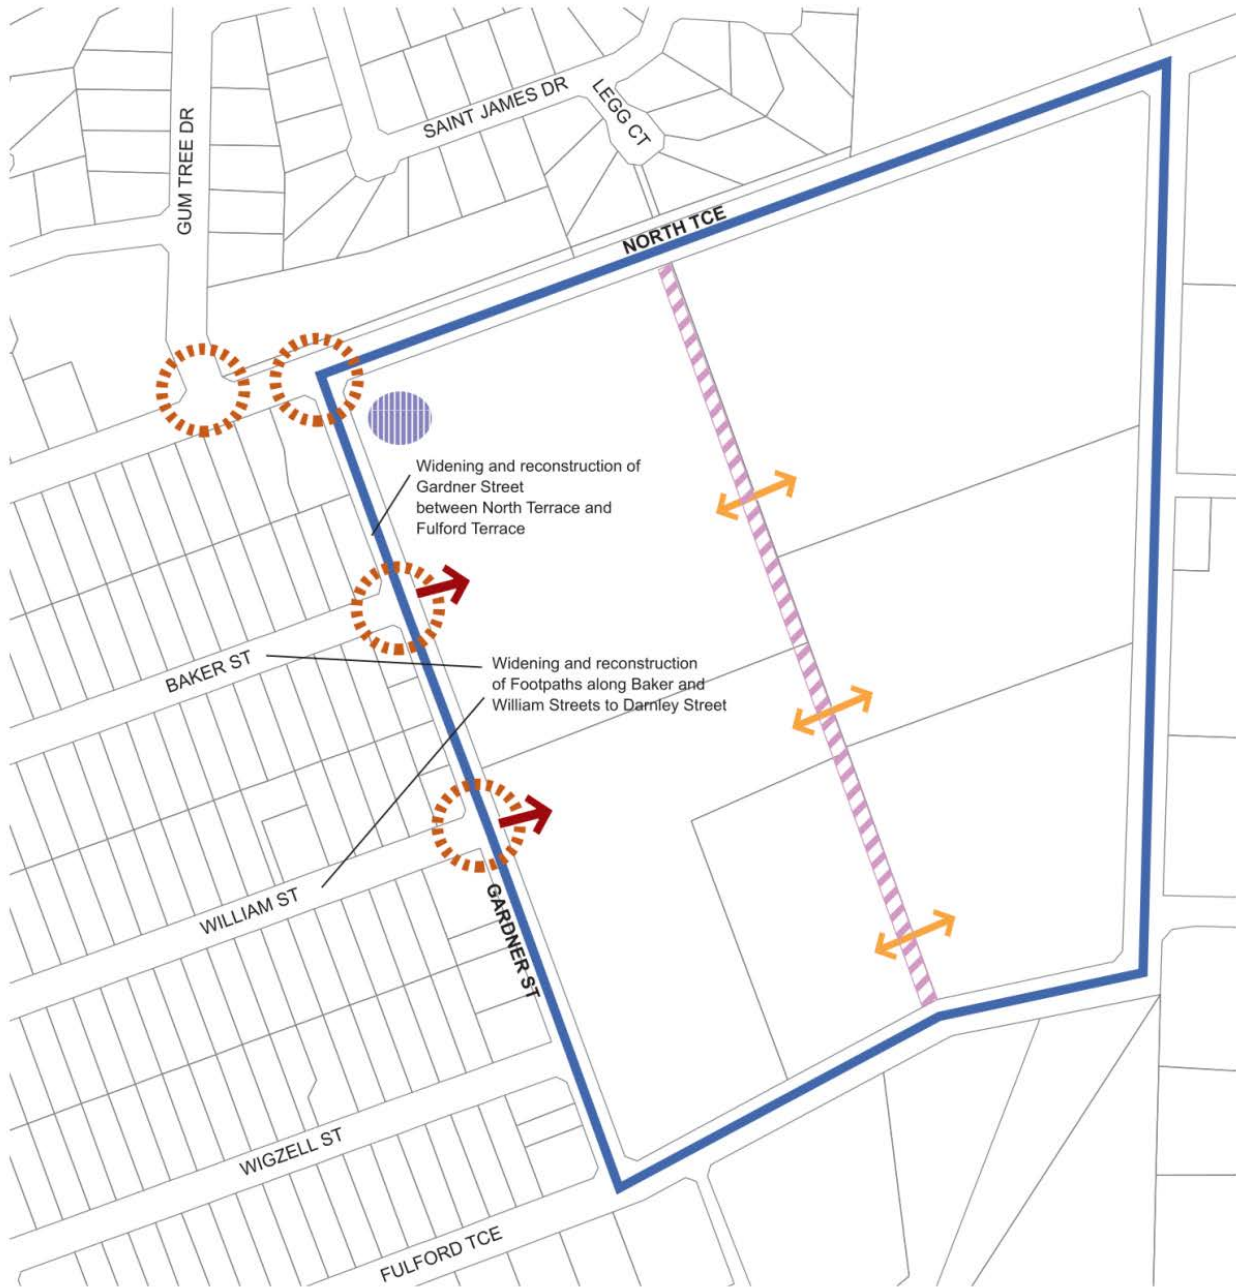 SAINT JAMES DR
LEGG CT
GUM TREE DR
NORTH TCE
Widening and reconstruction of
Gardner Street
between North Terrace and
Fulford Terrace
Widening and reconstruction
of Footpaths along Baker and
William Streets to Darnley Street
BAKER ST
WILLIAM ST
GARDNER ST
WIGZELL ST
FULFORD TCE